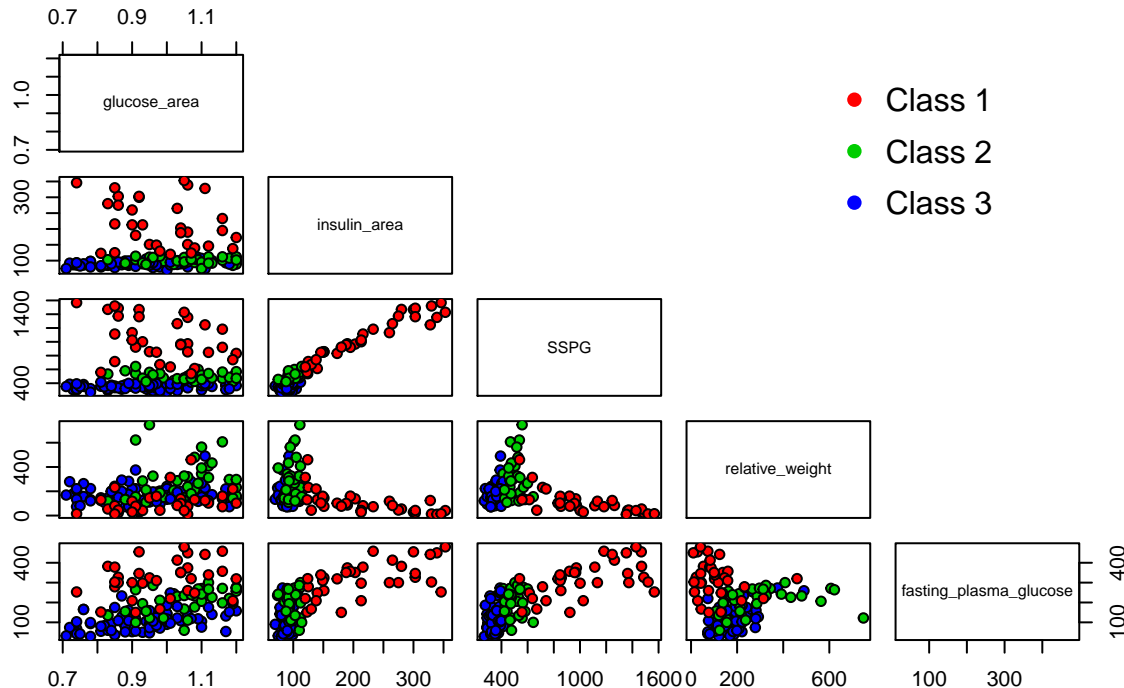 0.7 0.9 1.1
glucose_area
0.7 1.0
Class 1
Class 2
Class 3
100 300
insulin_area
400 1400
SSPG
0 400
relative_weight
100 400
fasting_plasma_glucose
100 400
0.7 0.9 1.1
100 200 300
400 1000 1600
0 200 600
100 300